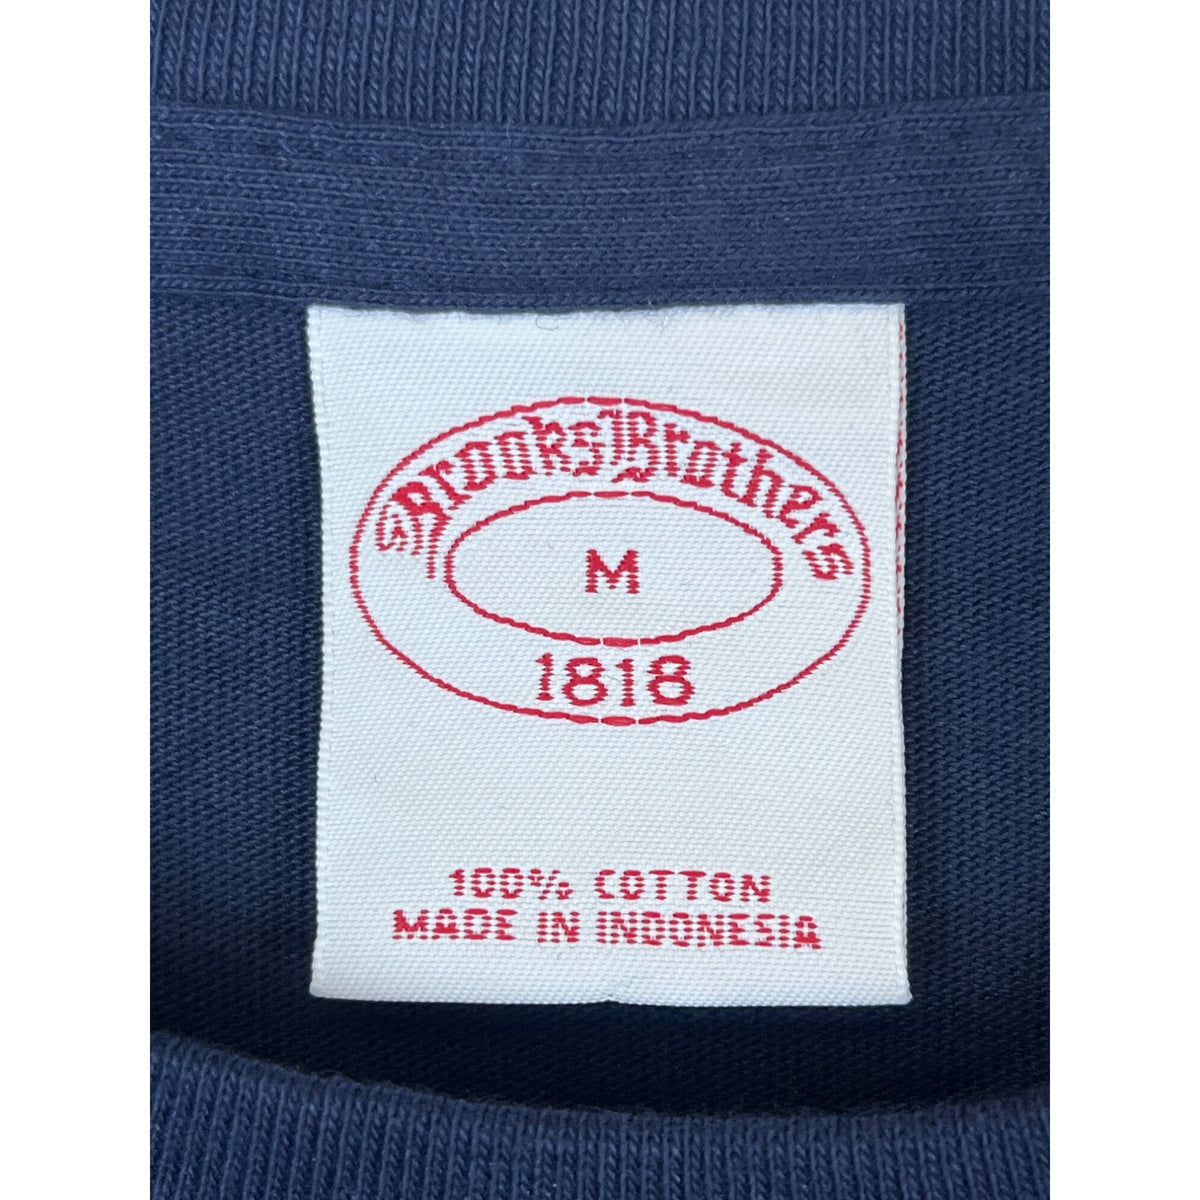 Brooks Brothers
M
1818
100% COTTON
MADE IN INDONESIA